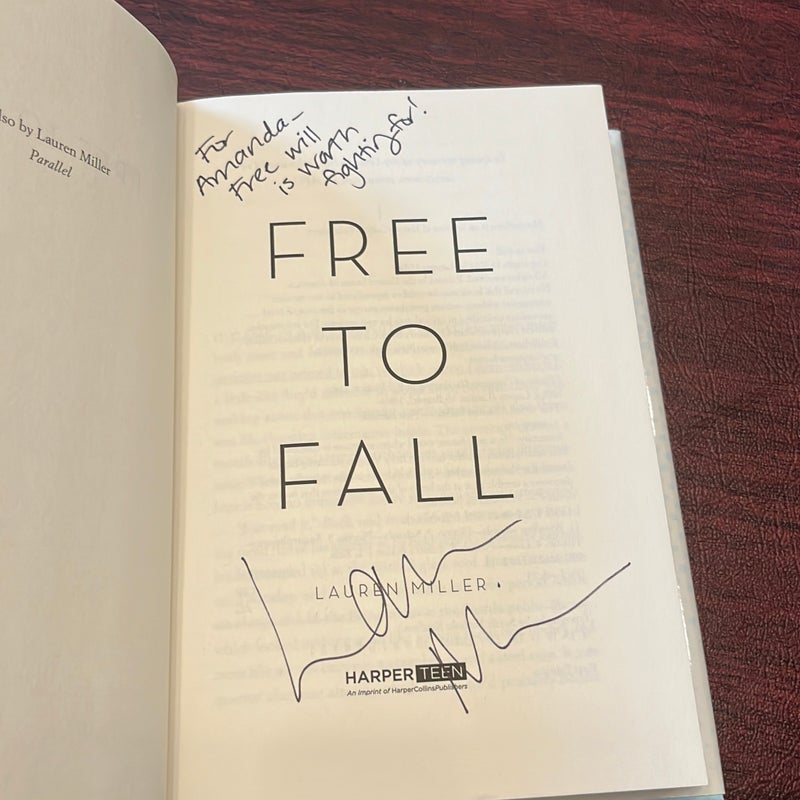 lso by Lauren Miller
Parallel
For
Amanda–
Free will
is worth
fighting for!
FREE
TO
FALL
LAUREN MILLER
HARPER TEEN
An Imprint of HarperCollinsPublishers